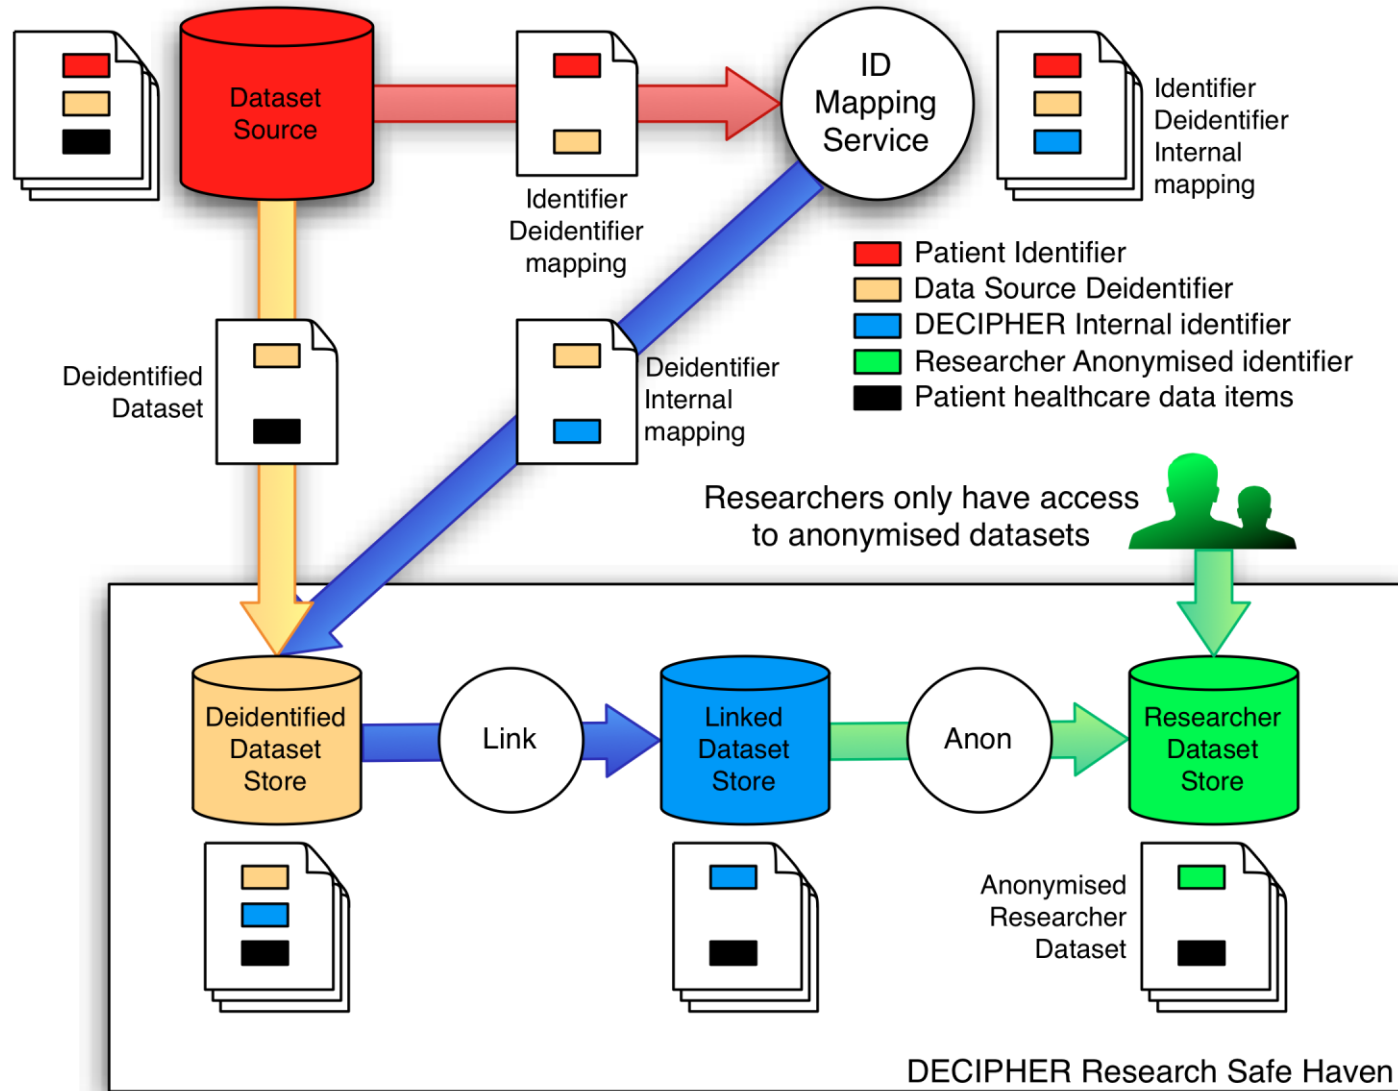 Dataset
Source
ID
Mapping
Service
Identifier
Deidentifier
Internal
mapping
Identifier
Deidentifier
mapping
Patient Identifier
Data Source Deidentifier
DECIPHER Internal identifier
Researcher Anonymised identifier
Patient healthcare data items
Deidentified
Dataset
Deidentifier
Internal
mapping
Researchers only have access
to anonymised datasets
Deidentified
Dataset
Store
Link
Linked
Dataset
Store
Anon
Researcher
Dataset
Store
Anonymised
Researcher
Dataset
DECIPHER Research Safe Haven